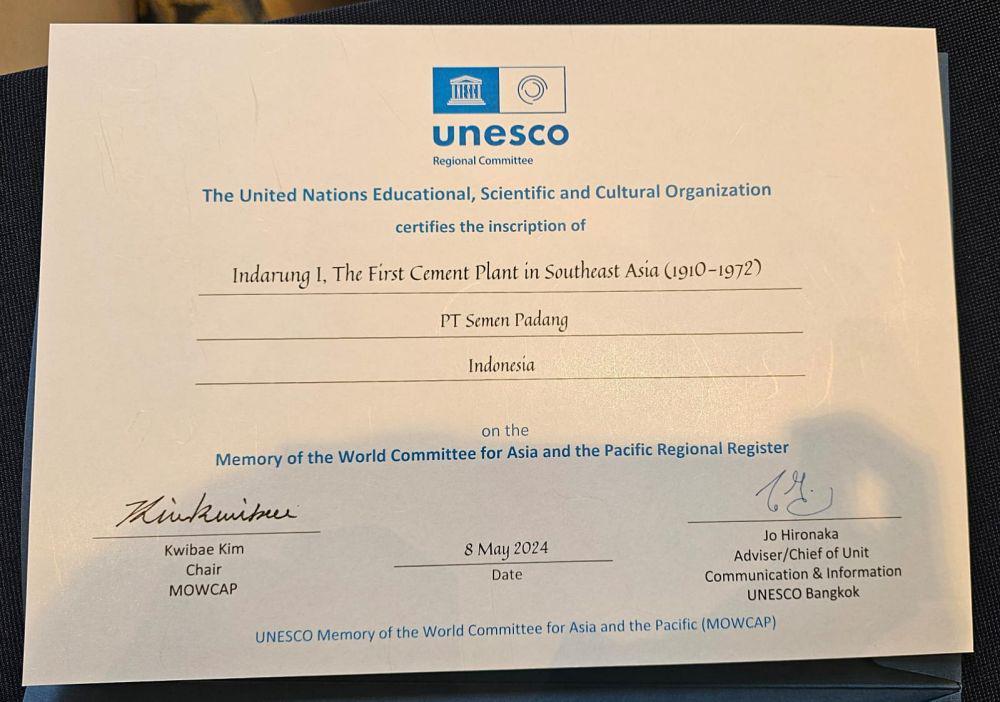 unesco
Regional Committee
The United Nations Educational, Scientific and Cultural Organization
certifies the inscription of
Indarung I, The First Cement Plant in Southeast Asia (1910-1972)
PT Semen Padang
Indonesia
on the
Memory of the World Committee for Asia and the Pacific Regional Register
Kwibae Kim
Chair
MOWCAP
8 May 2024
Date
Jo Hironaka
Adviser/Chief of Unit
Communication & Information
UNESCO Bangkok
UNESCO Memory of the World Committee for Asia and the Pacific (MOWCAP)